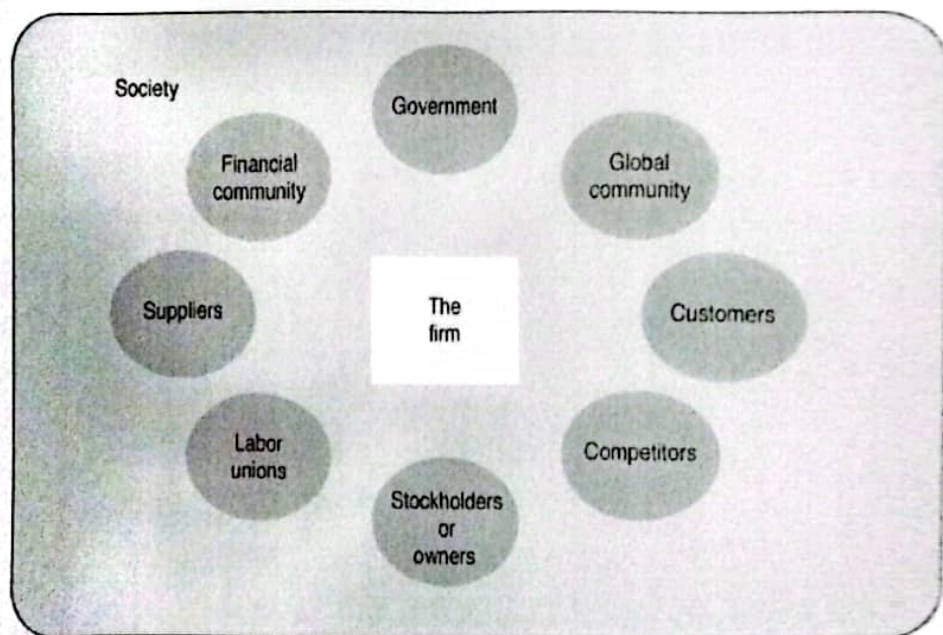 Society
Government
Financial
community
Global
community
Suppliers
The
firm
Customers
Labor
unions
Competitors
Stockholders
or
owners